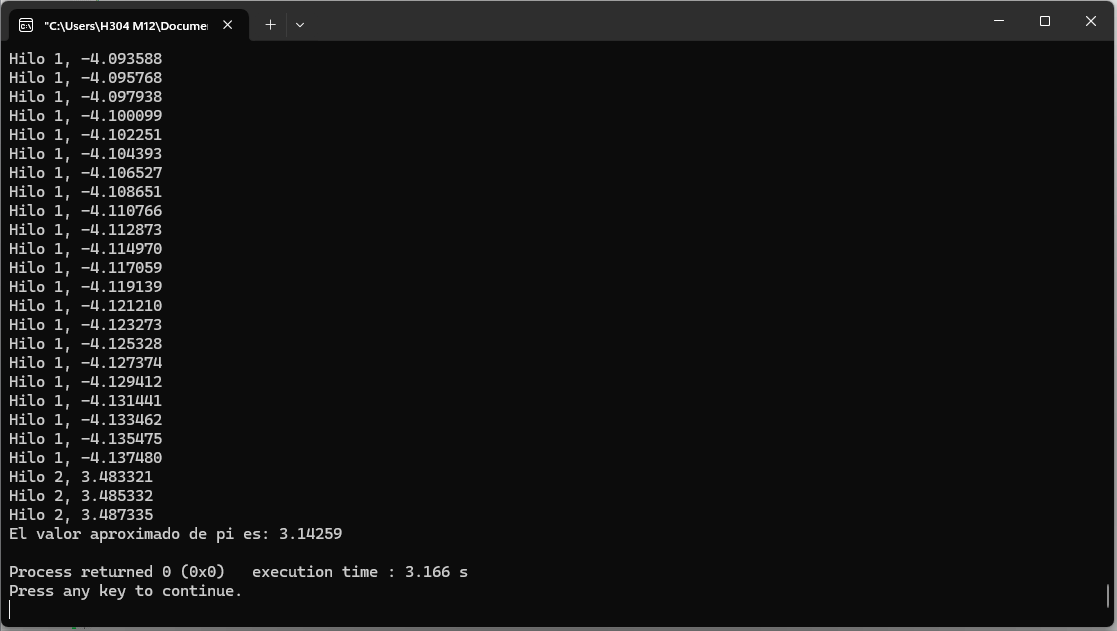 "C:\Users\H304 M12\Docume
Hilo 1, -4.093588
Hilo 1, -4.095768
Hilo 1, -4.097938
Hilo 1, -4.100099
Hilo 1, -4.102251
Hilo 1, -4.104393
Hilo 1, -4.106527
Hilo 1, -4.108651
Hilo 1, -4.110766
Hilo 1, -4.112873
Hilo 1, -4.114970
Hilo 1, -4.117059
Hilo 1, -4.119139
Hilo 1, -4.121210
Hilo 1, -4.123273
Hilo 1, -4.125328
Hilo 1, -4.127374
Hilo 1, -4.129412
Hilo 1, -4.131441
Hilo 1, -4.133462
Hilo 1, -4.135475
Hilo 1, -4.137480
Hilo 2, 3.483321
Hilo 2, 3.485332
Hilo 2, 3.487335
El valor aproximado de pi es: 3.14259
Process returned 0 (0x0)   execution time : 3.166 s
Press any key to continue.